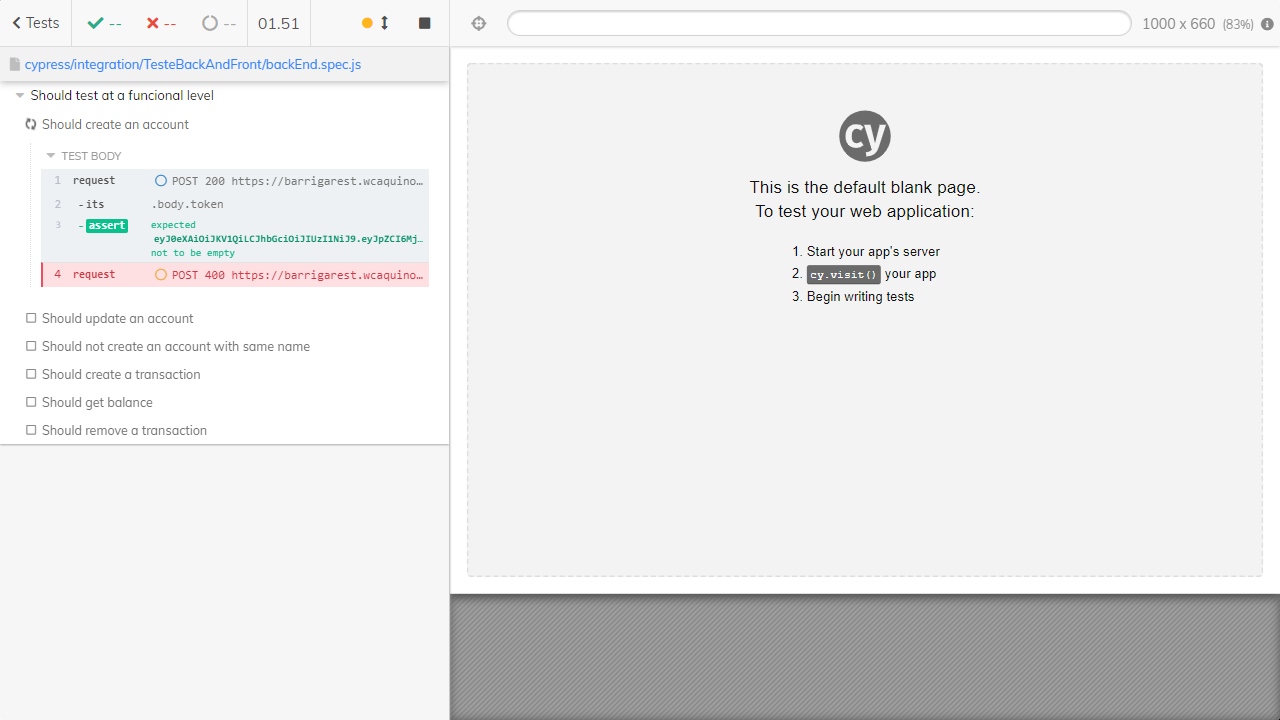 Tests
--
--
--
01.51
1000 x 660 (83%)
cypress/integration/TesteBackAndFront/backEnd.spec.js
Should test at a funcional level
Should create an account
TEST BODY
1 request POST 200 https://barrigarest.wcaquino…
2 -its .body.token
3 -assert expected
eyJ0eXAiOiJKV1QiLCJhbGciOiJIUzI1NiJ9.eyJpZCI6Mj…
not to be empty
4 request POST 400 https://barrigarest.wcaquino…
Should update an account
Should not create an account with same name
Should create a transaction
Should get balance
Should remove a transaction
cy
This is the default blank page.
To test your web application:
1. Start your app's server
2. cy.visit() your app
3. Begin writing tests